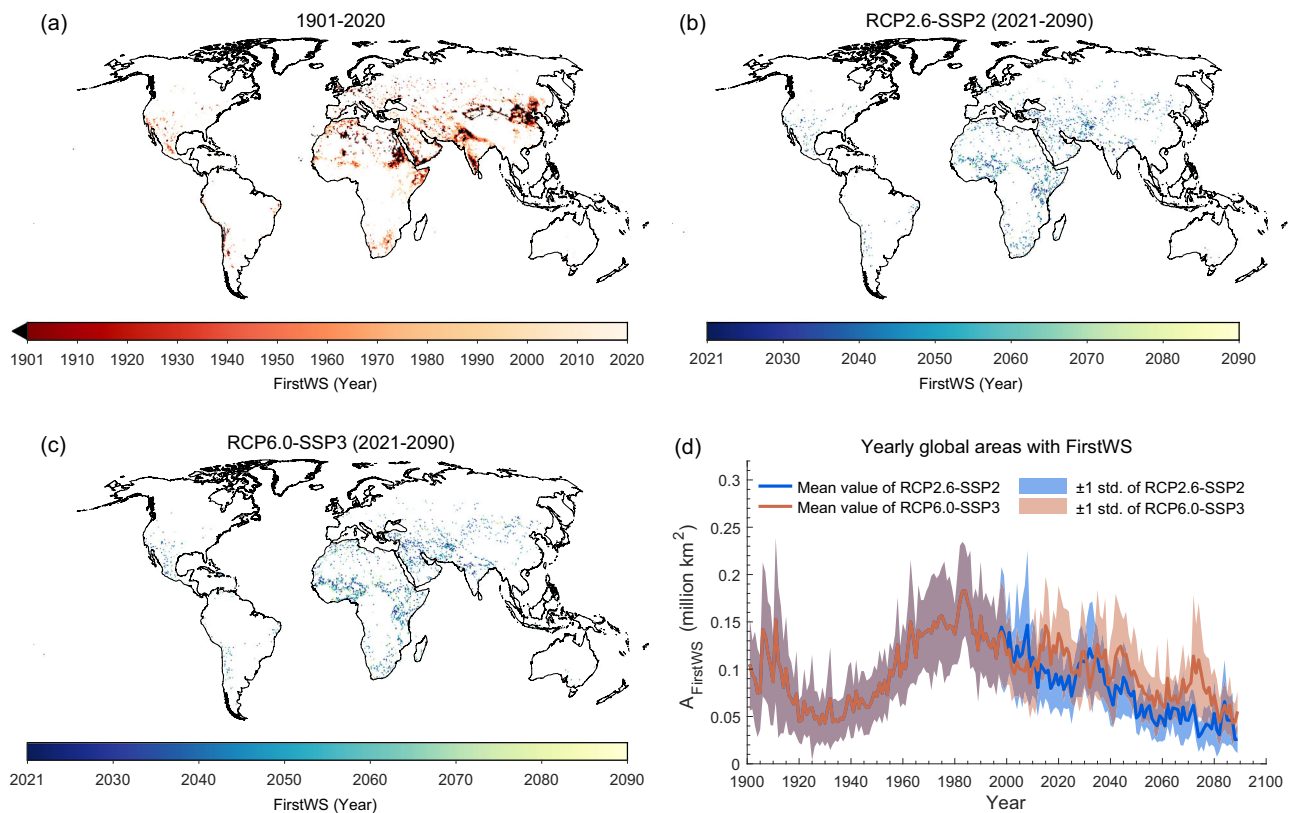 (a)
1901-2020
1901 1910 1920 1930 1940 1950 1960 1970 1980 1990 2000 2010 2020
FirstWS (Year)
(b)
RCP2.6-SSP2 (2021-2090)
2021 2030 2040 2050 2060 2070 2080 2090
FirstWS (Year)
(c)
RCP6.0-SSP3 (2021-2090)
2021 2030 2040 2050 2060 2070 2080 2090
FirstWS (Year)
(d)
Yearly global areas with FirstWS
Mean value of RCP2.6-SSP2
±1 std. of RCP2.6-SSP2
Mean value of RCP6.0-SSP3
±1 std. of RCP6.0-SSP3
A FirstWS (million km2)
0.3
0.25
0.2
0.15
0.1
0.05
0
1900 1920 1940 1960 1980 2000 2020 2040 2060 2080 2100
Year